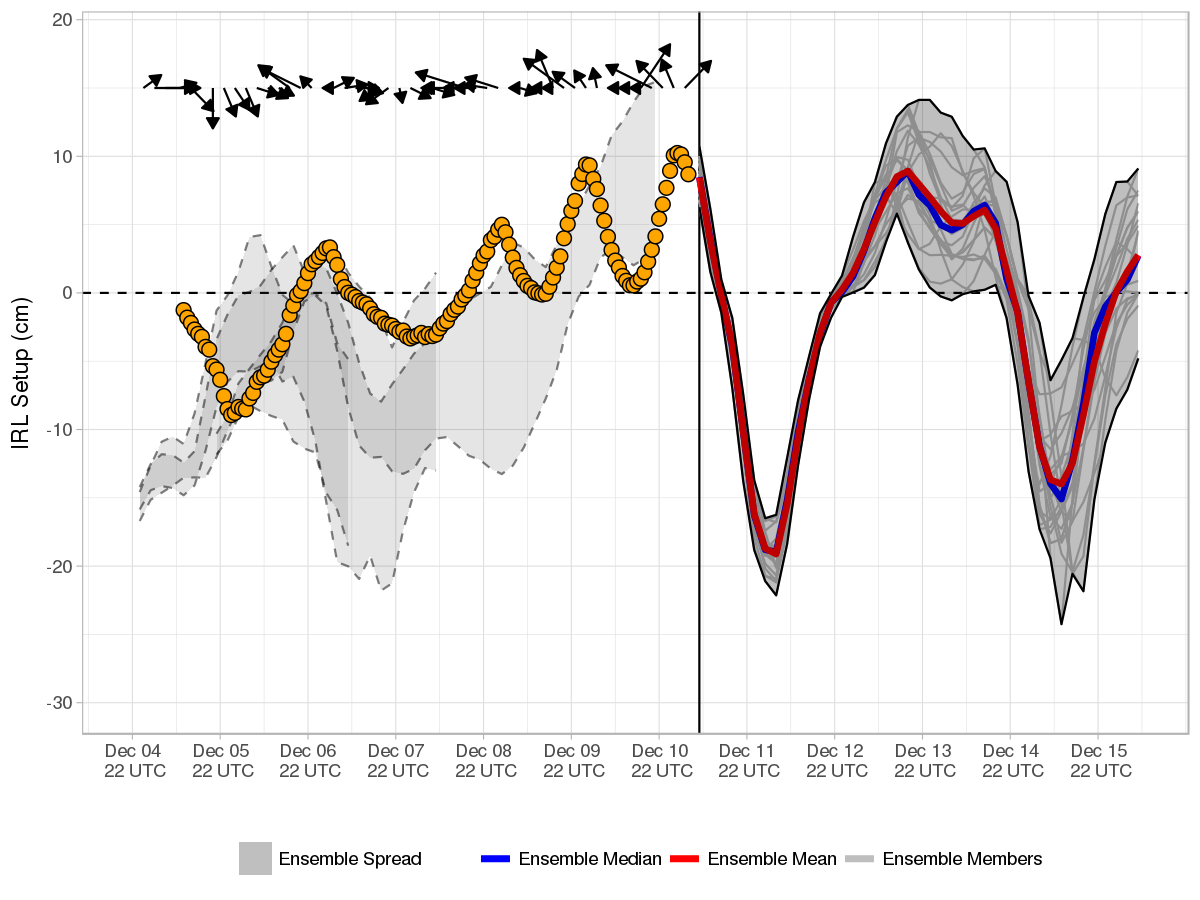 20
10
0
-10
-20
-30
IRL Setup (cm)
Dec 04 Dec 05 Dec 06 Dec 07 Dec 08 Dec 09 Dec 10 Dec 11 Dec 12 Dec 13 Dec 14 Dec 15
22 UTC 22 UTC 22 UTC 22 UTC 22 UTC 22 UTC 22 UTC 22 UTC 22 UTC 22 UTC 22 UTC 22 UTC
Ensemble Spread Ensemble Median Ensemble Mean Ensemble Members